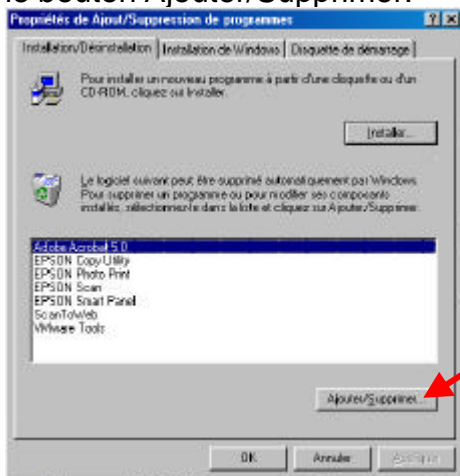 le bouton Ajouter/Supprimer.
Propriétés de Ajout/Suppression de programmes
Installation/Désinstallation Installation de Windows Disquette de démarrage
Pour installer un nouveau programme à partir d'une disquette ou d'un
CD-ROM, cliquez sur Installer.
Installer...
Le logiciel suivant peut être supprimé automatiquement par Windows.
Pour supprimer un programme ou pour modifier ses composants
installés, sélectionnez-le dans la liste et cliquez sur Ajouter/Supprimer.
Adobe Acrobat 5.0
EPSON Copy Utility
EPSON Photo Print
EPSON Scan
EPSON Smart Panel
ScanToWeb
VMware Tools
Ajouter/Supprimer...
OK Annuler Appliquer